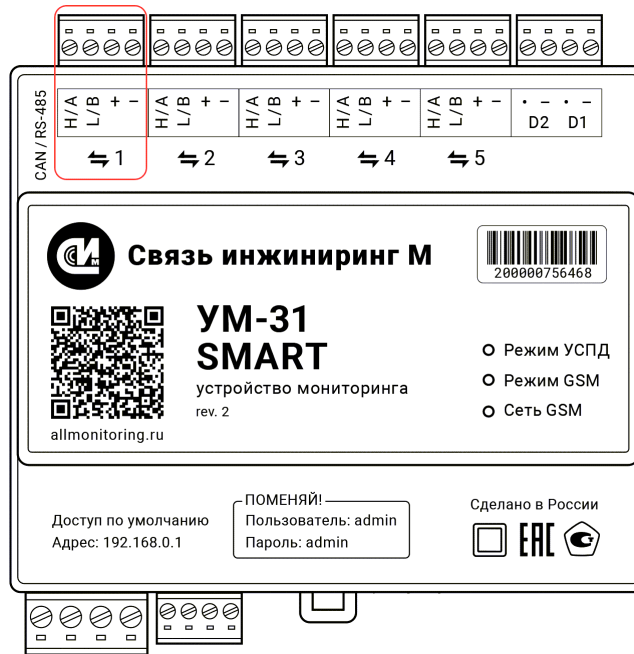 CAN / RS-485
H/A L/B + − H/A L/B + − H/A L/B + − H/A L/B + − H/A L/B + − · − · −
D2 D1
⇆ 1 ⇆ 2 ⇆ 3 ⇆ 4 ⇆ 5
СИ М
Связь инжиниринг М
200000756468
УМ-31
SMART
устройство мониторинга
rev. 2
allmonitoring.ru
Режим УСПД
Режим GSM
Сеть GSM
Доступ по умолчанию
Адрес: 192.168.0.1
ПОМЕНЯЙ!
Пользователь: admin
Пароль: admin
Сделано в России
EAC